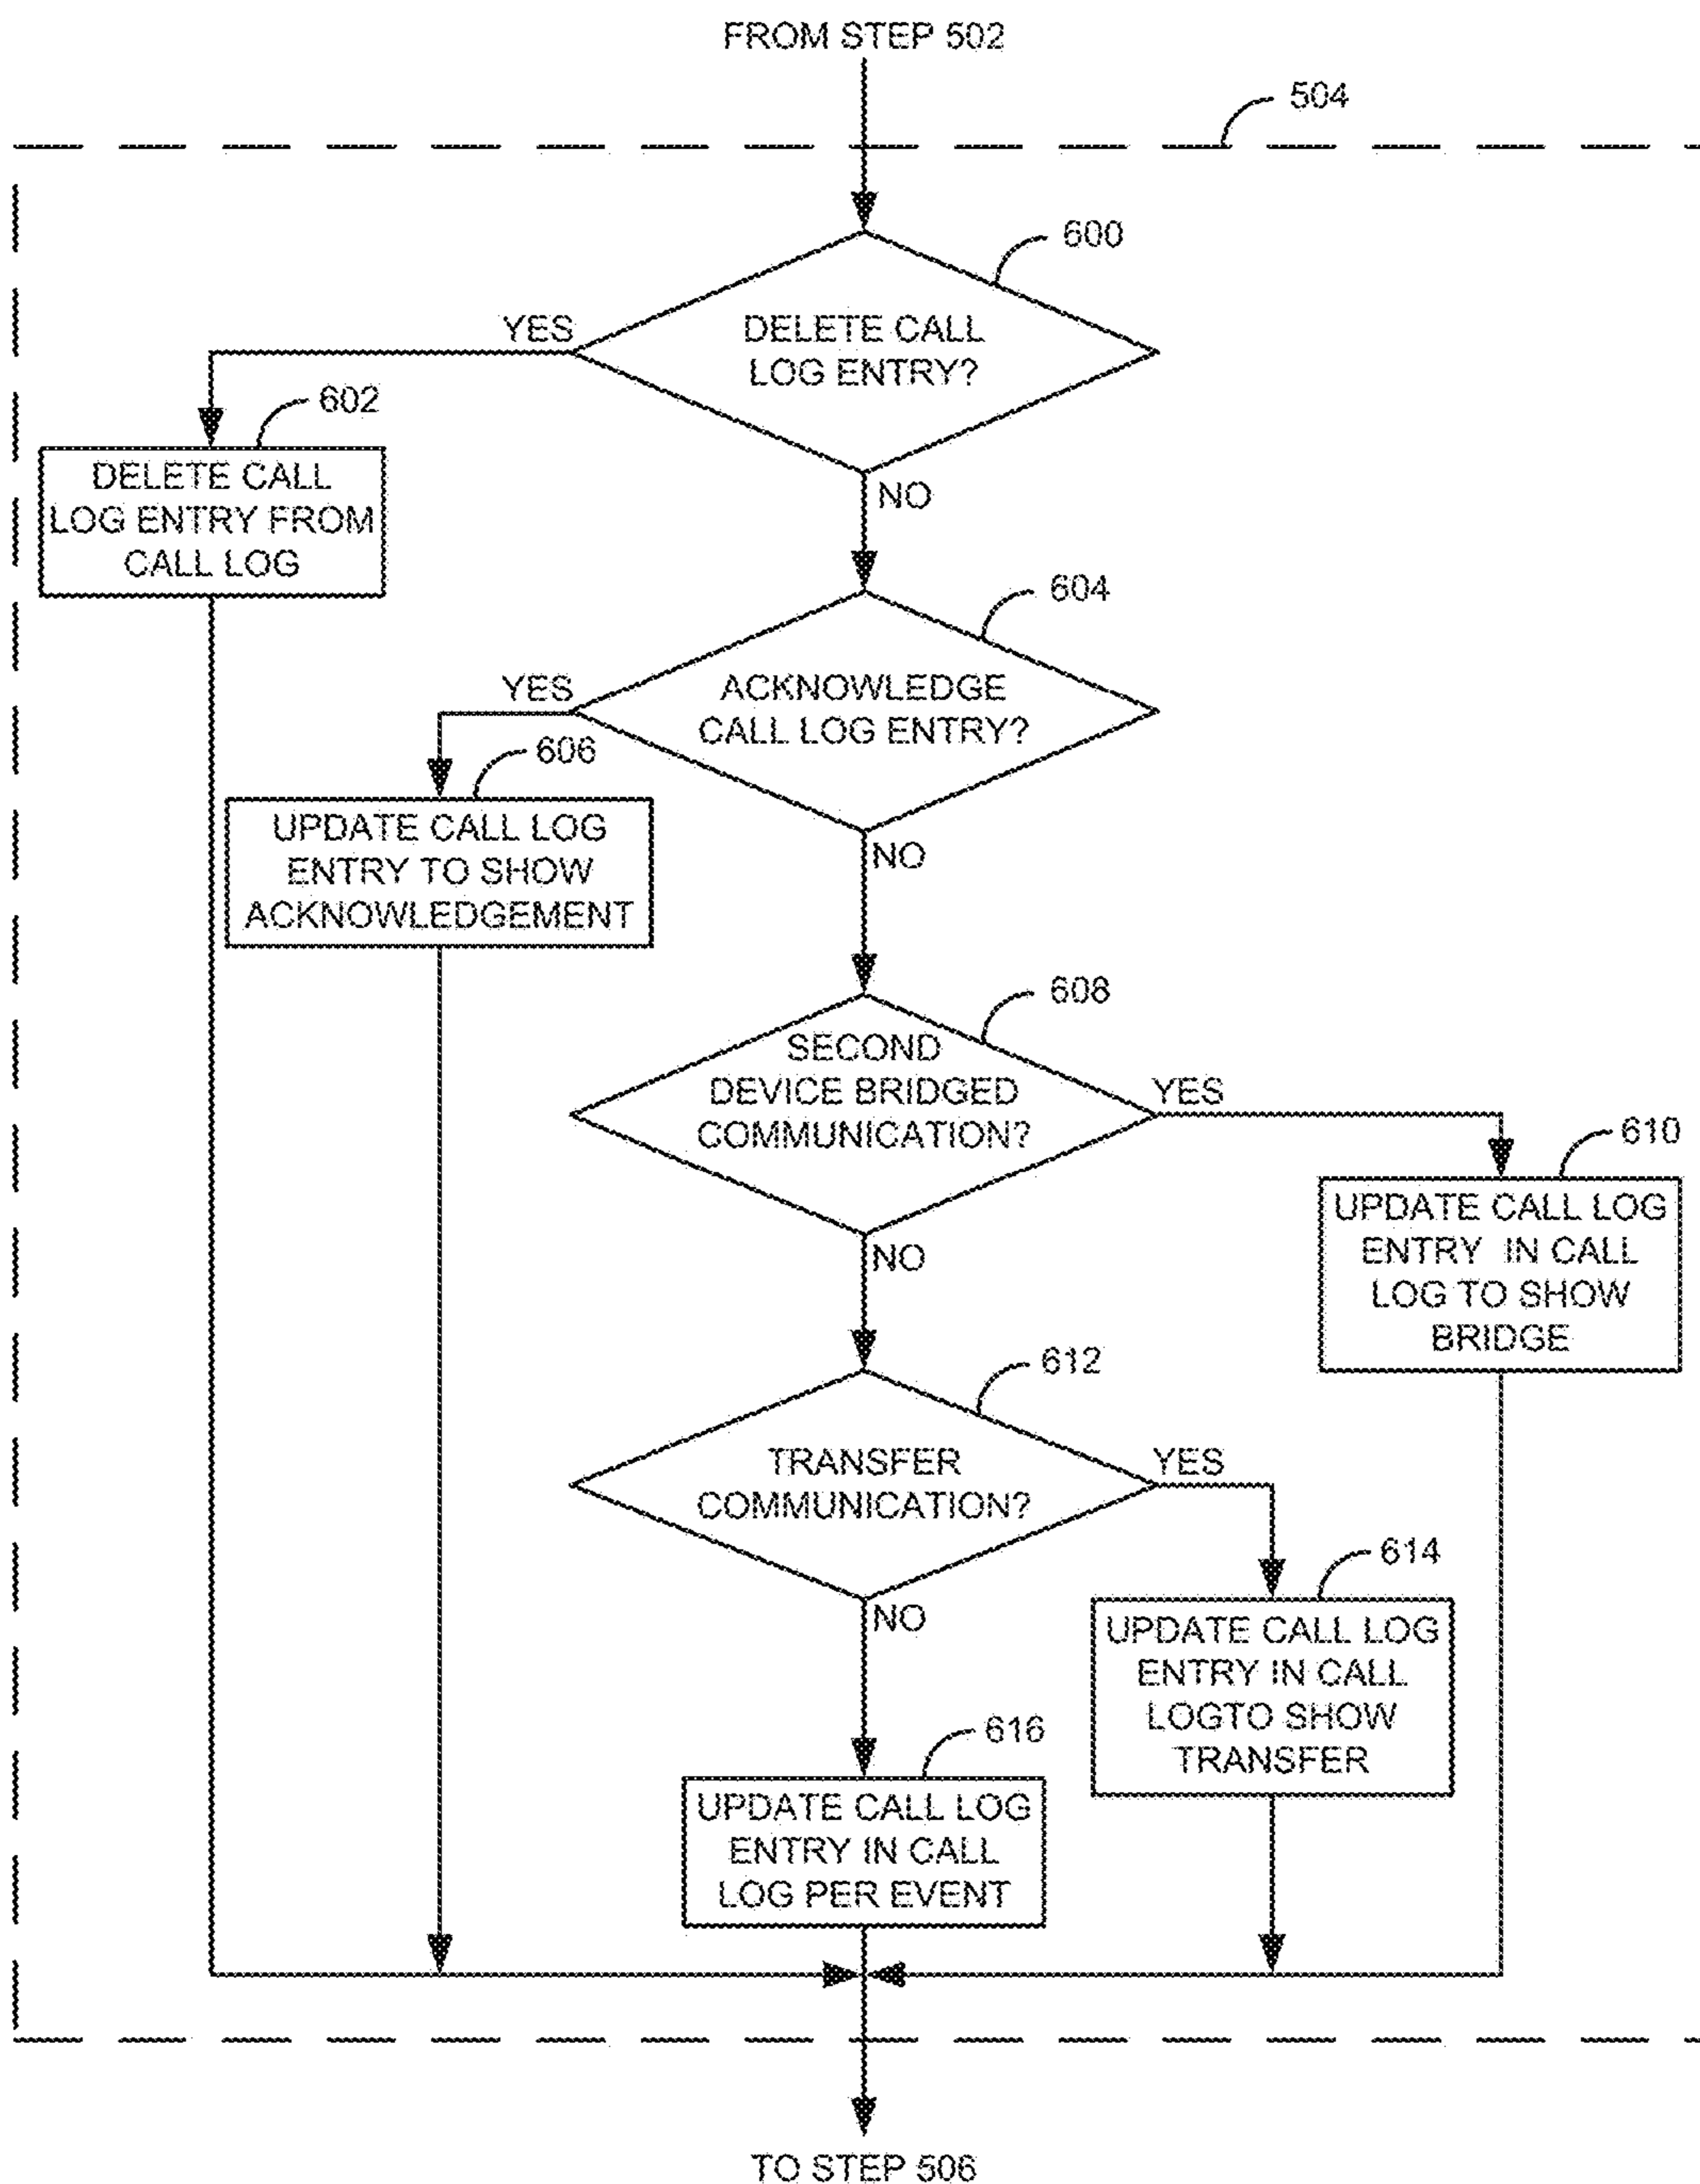 FROM STEP 502
504
600
DELETE CALL
LOG ENTRY?
YES
NO
602
DELETE CALL
LOG ENTRY FROM
CALL LOG
604
ACKNOWLEDGE
CALL LOG ENTRY?
YES
NO
606
UPDATE CALL LOG
ENTRY TO SHOW
ACKNOWLEDGEMENT
608
SECOND
DEVICE BRIDGED
COMMUNICATION?
YES
NO
610
UPDATE CALL LOG
ENTRY IN CALL
LOG TO SHOW
BRIDGE
612
TRANSFER
COMMUNICATION?
YES
NO
614
UPDATE CALL LOG
ENTRY IN CALL
LOGTO SHOW
TRANSFER
616
UPDATE CALL LOG
ENTRY IN CALL
LOG PER EVENT
TO STEP 506